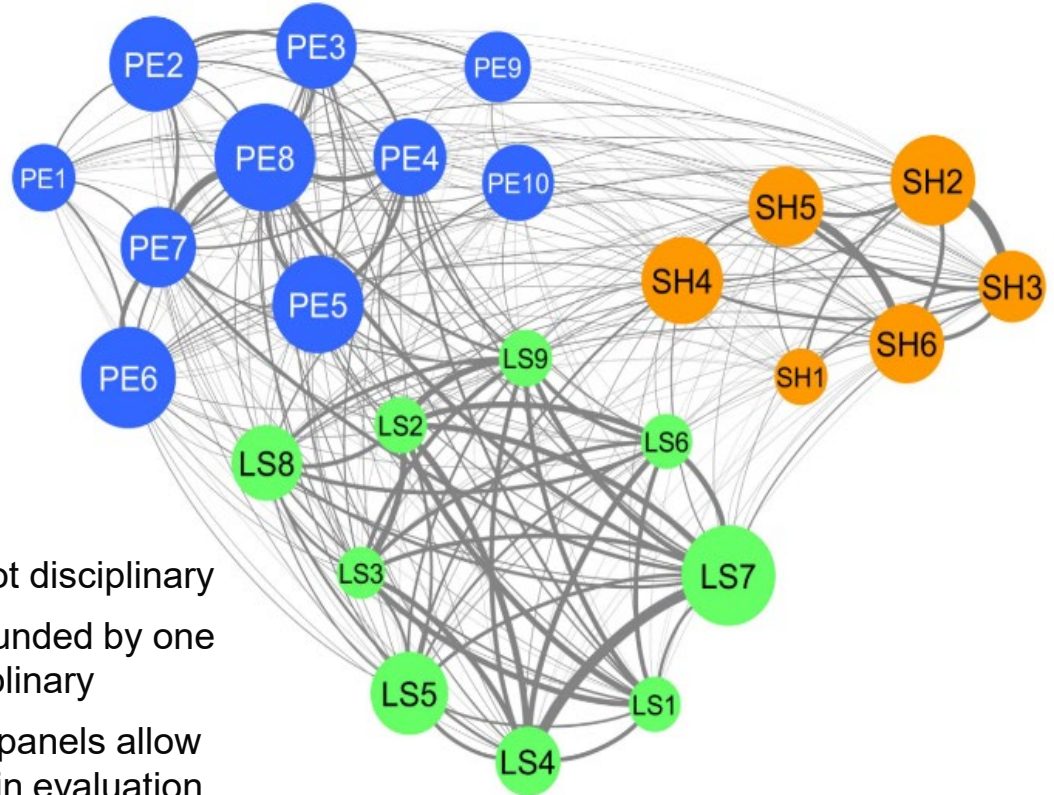 PE3
PE2
PE9
PE8
PE4
PE1
PE10
SH2
SH5
PE7
SH4
SH3
PE5
SH6
LS9
PE6
SH1
LS2
LS6
LS8
LS3
ot disciplinary
LS7
unded by one
plinary
LS5
LS1
panels allow
LS4
in evaluation